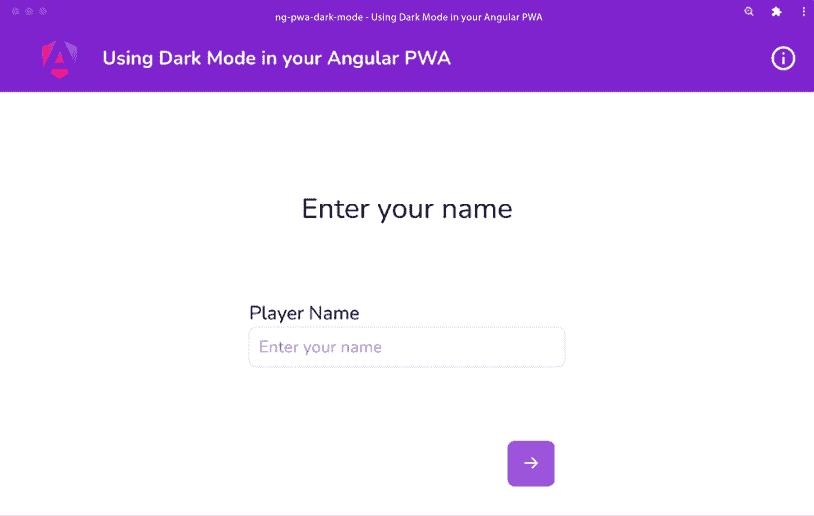 ng-pwa-dark-mode - Using Dark Mode in your Angular PWA
Using Dark Mode in your Angular PWA
Enter your name
Player Name
Enter your name